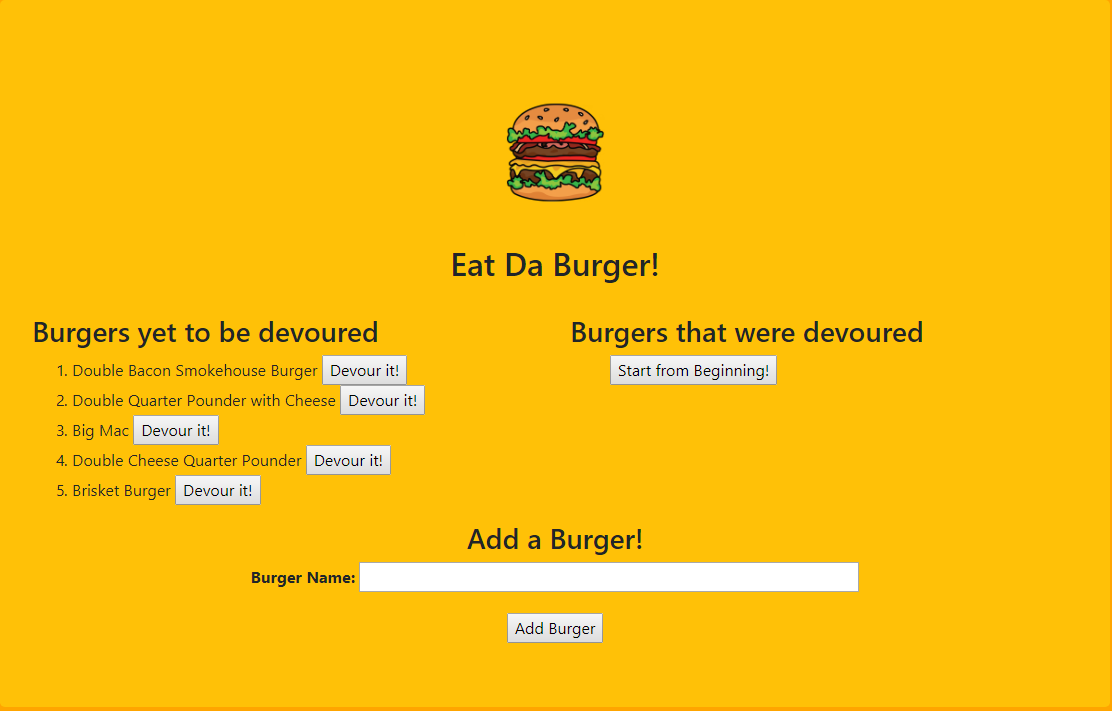 Eat Da Burger!
Burgers yet to be devoured
1. Double Bacon Smokehouse Burger Devour it!
2. Double Quarter Pounder with Cheese Devour it!
3. Big Mac Devour it!
4. Double Cheese Quarter Pounder Devour it!
5. Brisket Burger Devour it!
Burgers that were devoured
Start from Beginning!
Add a Burger!
Burger Name:
Add Burger